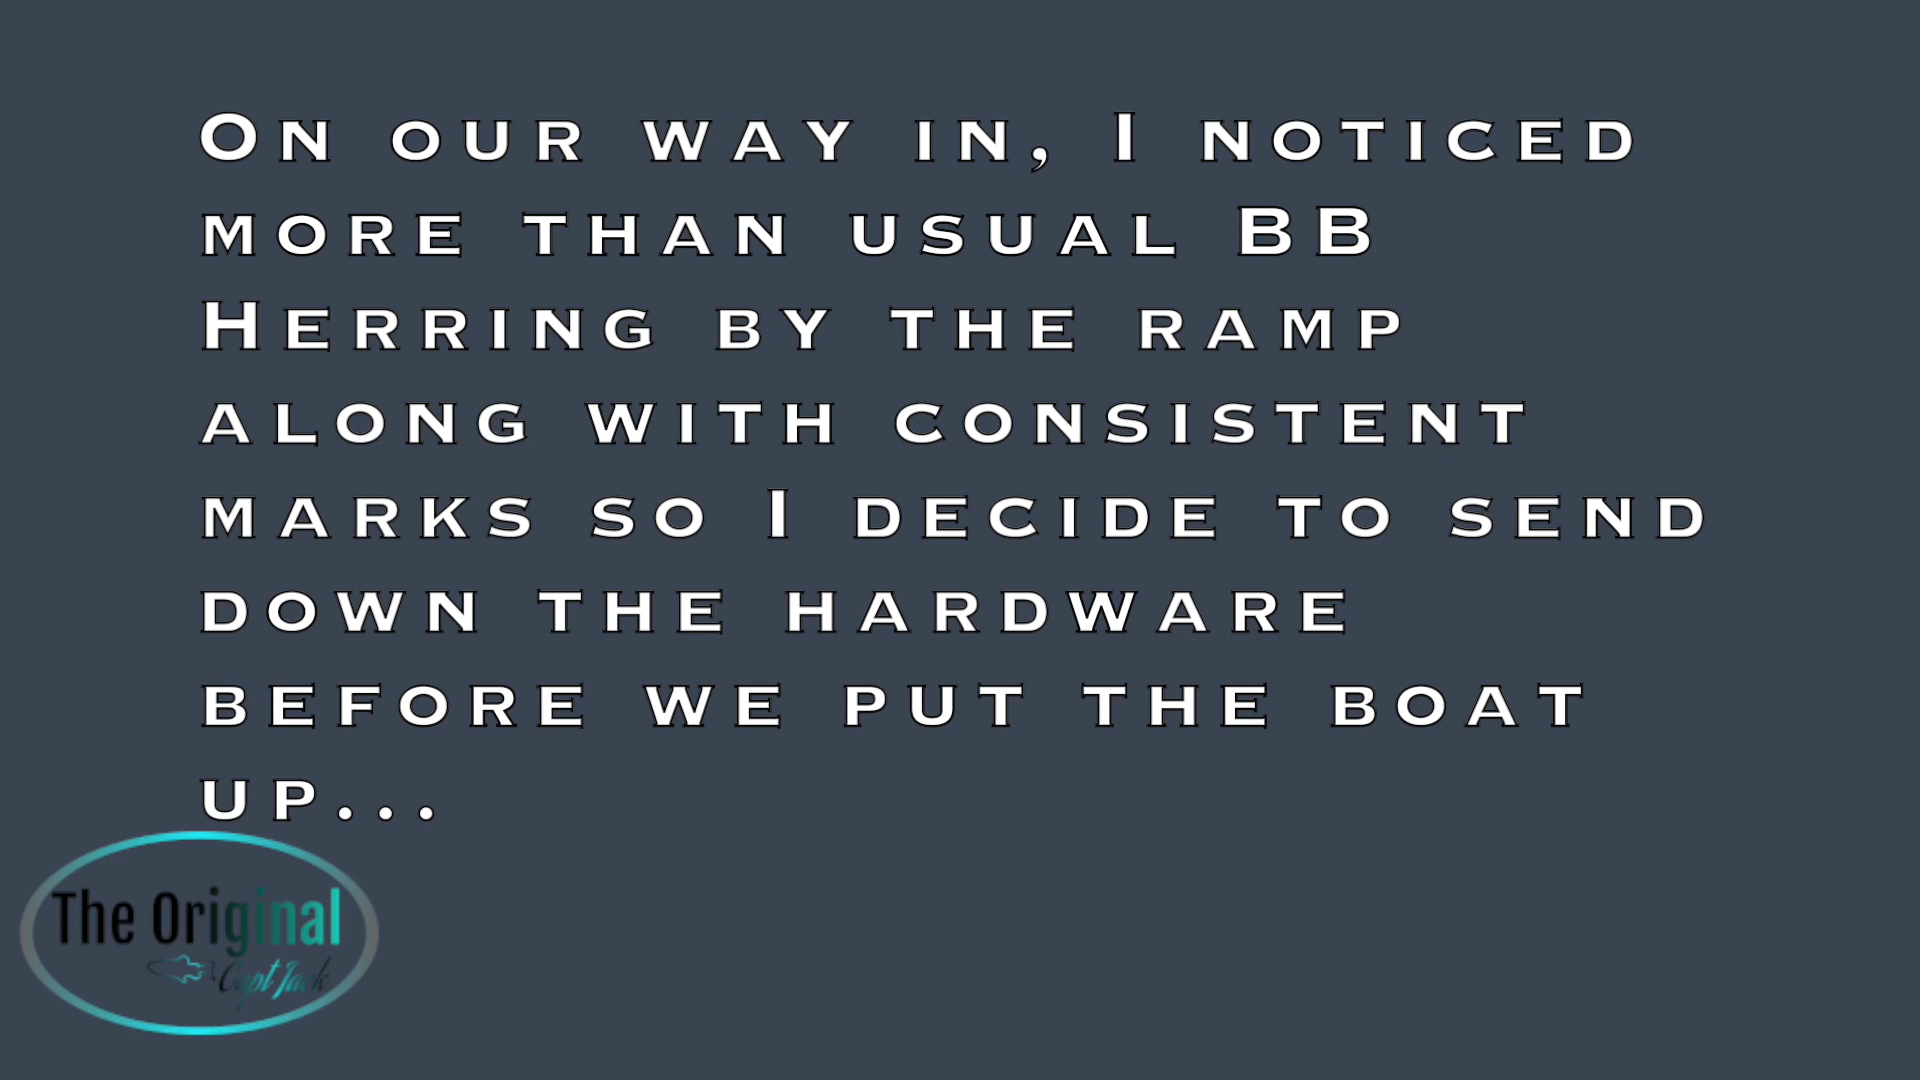 On our way in, I noticed
more than usual BB
Herring by the ramp
along with consistent
marks so I decide to send
down the hardware
before we put the boat
up...
The Original
Capt Jack